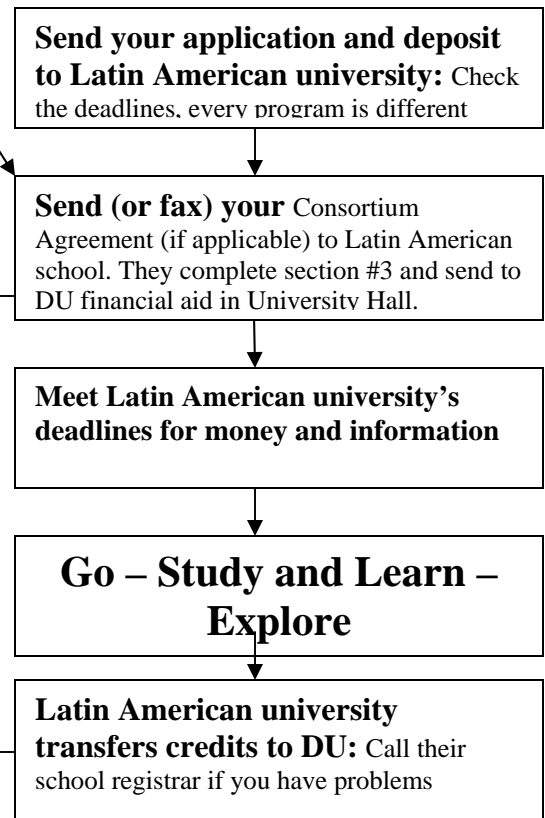 Send your application and deposit
to Latin American university: Check
the deadlines, every program is different
Send (or fax) your Consortium
Agreement (if applicable) to Latin American
school. They complete section #3 and send to
DU financial aid in University Hall.
Meet Latin American university’s
deadlines for money and information
Go – Study and Learn –
Explore
Latin American university
transfers credits to DU: Call their
school registrar if you have problems